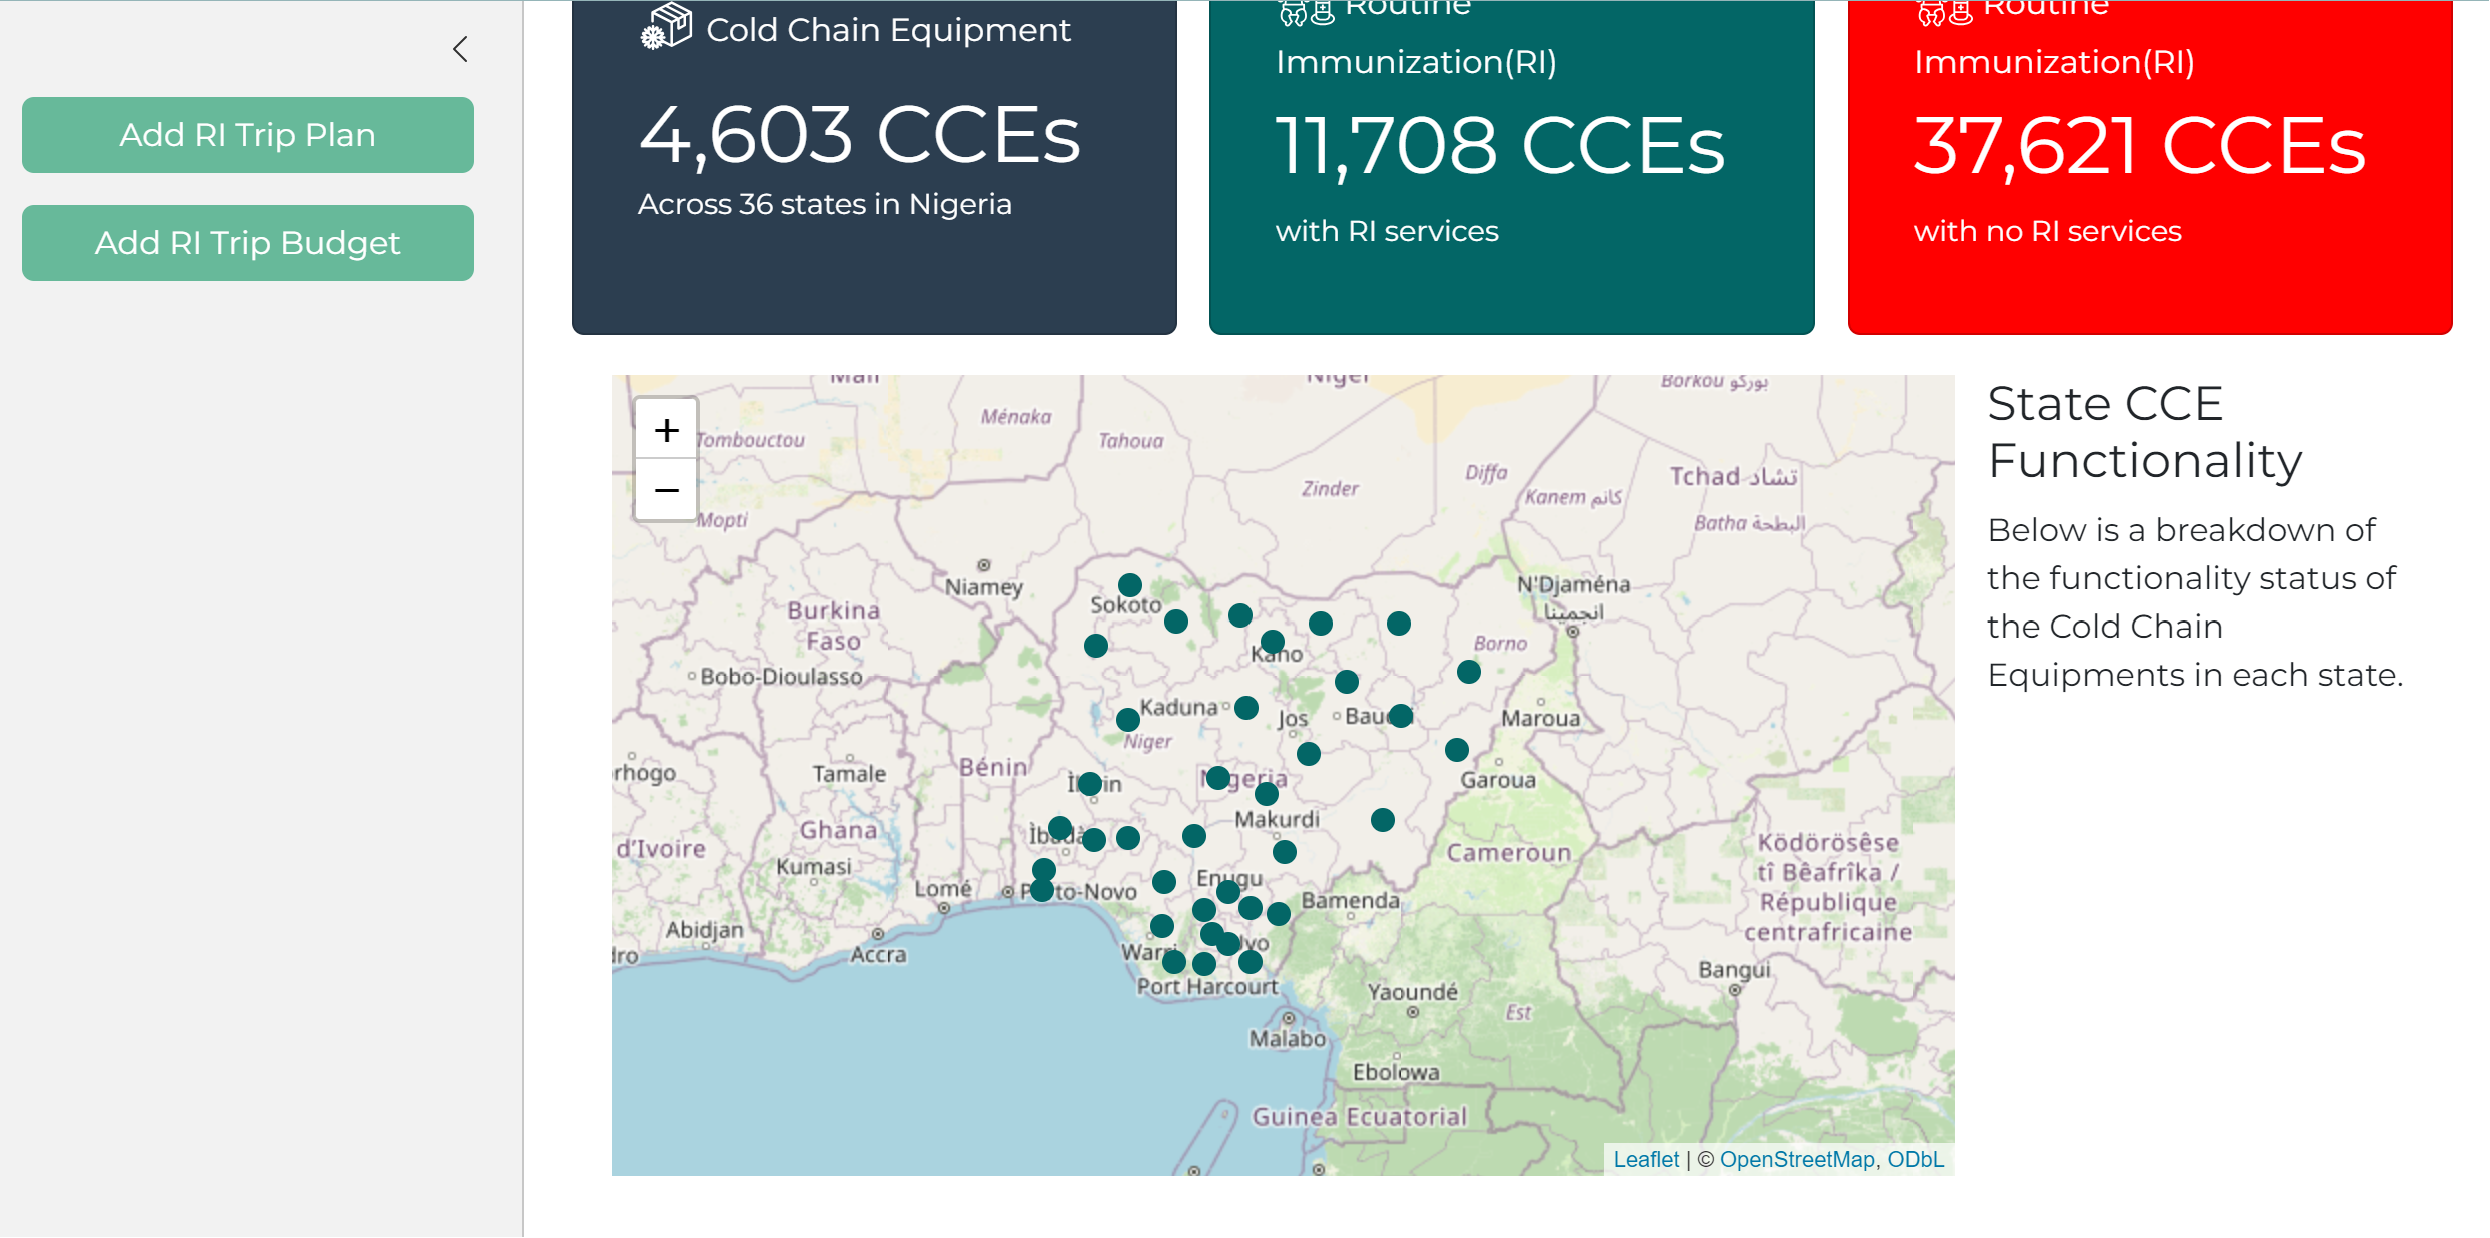 Add RI Trip Plan
Add RI Trip Budget
Cold Chain Equipment
4,603 CCEs
Across 36 states in Nigeria
Routine
Immunization(RI)
11,708 CCEs
with RI services
Routine
Immunization(RI)
37,621 CCEs
with no RI services
+
−
Mali
Niger
Borkou بوركو
Ménaka
Tombouctou
Tahoua
Zinder
Diffa
Kanem كانم
Tchad تشاد
Mopti
Batha البطحة
Niamey
Sokoto
N'Djaména
انجمينا
Burkina
Faso
Kano
Borno
Bobo-Dioulasso
Kaduna
Jos
Maroua
Niger
Bénin
Tamale
Nigeria
Garoua
Makurdi
Ghana
d'Ivoire
Cameroun
Ködörösêse
tî Bêafrîka /
République
centrafricaine
Kumasi
Lomé
Porto-Novo
Enugu
Bamenda
Abidjan
Accra
Warri
Port Harcourt
Bangui
Yaoundé
Est
Malabo
Ebolowa
Guinea Ecuatorial
Leaflet | © OpenStreetMap, ODbL
State CCE
Functionality
Below is a breakdown of
the functionality status of
the Cold Chain
Equipments in each state.